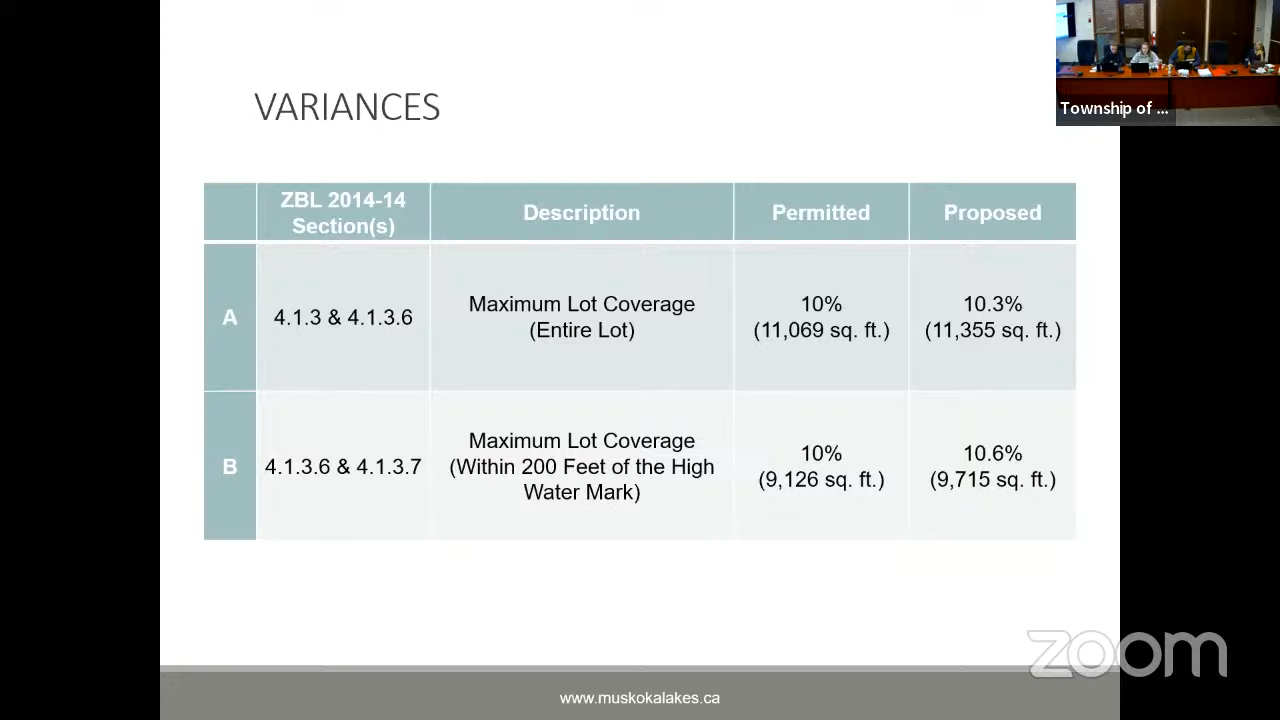 Township of ...
VARIANCES
ZBL 2014-14
Section(s)
Description
Permitted
Proposed
A
4.1.3 & 4.1.3.6
Maximum Lot Coverage
(Entire Lot)
10%
(11,069 sq. ft.)
10.3%
(11,355 sq. ft.)
B
4.1.3.6 & 4.1.3.7
Maximum Lot Coverage
(Within 200 Feet of the High
Water Mark)
10%
(9,126 sq. ft.)
10.6%
(9,715 sq. ft.)
zoom
www.muskokalakes.ca